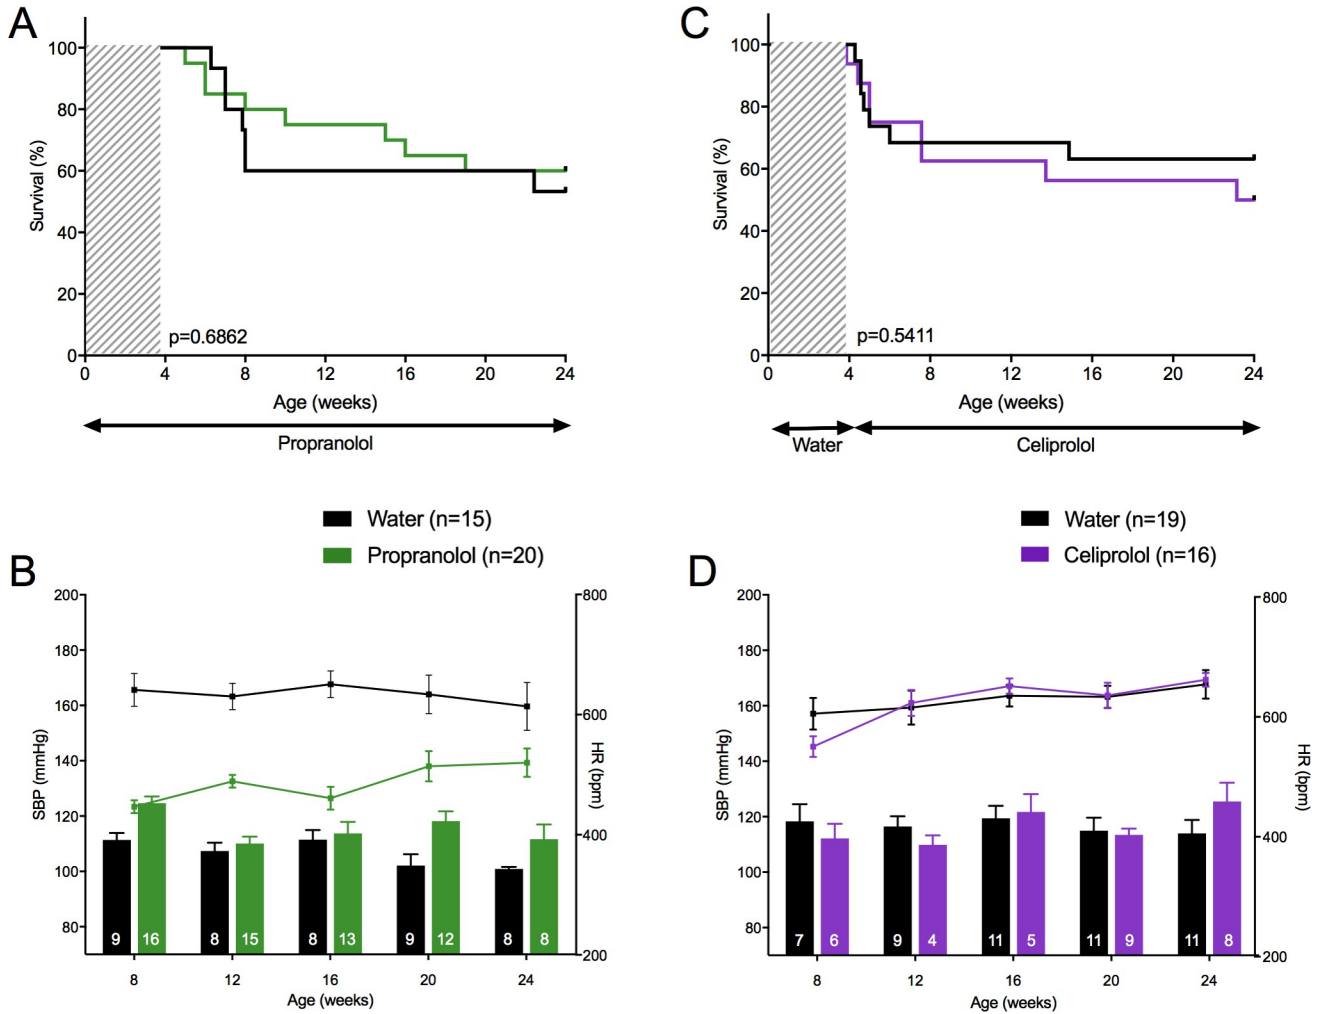 A
100
80
60
40
20
0
Survival (%)
p=0.6862
0 4 8 12 16 20 24
Age (weeks)
Propranolol
C
100
80
60
40
20
0
Survival (%)
p=0.5411
0 4 8 12 16 20 24
Age (weeks)
Water Celiprolol
Water (n=15)
Propranolol (n=20)
B
200
180
160
140
120
100
80
SBP (mmHg)
800
600
400
200
HR (bpm)
9 16 8 15 8 13 9 12 8 8
8 12 16 20 24
Age (weeks)
Water (n=19)
Celiprolol (n=16)
D
200
180
160
140
120
100
80
SBP (mmHg)
800
600
400
200
HR (bpm)
7 6 9 4 11 5 11 9 11 8
8 12 16 20 24
Age (weeks)